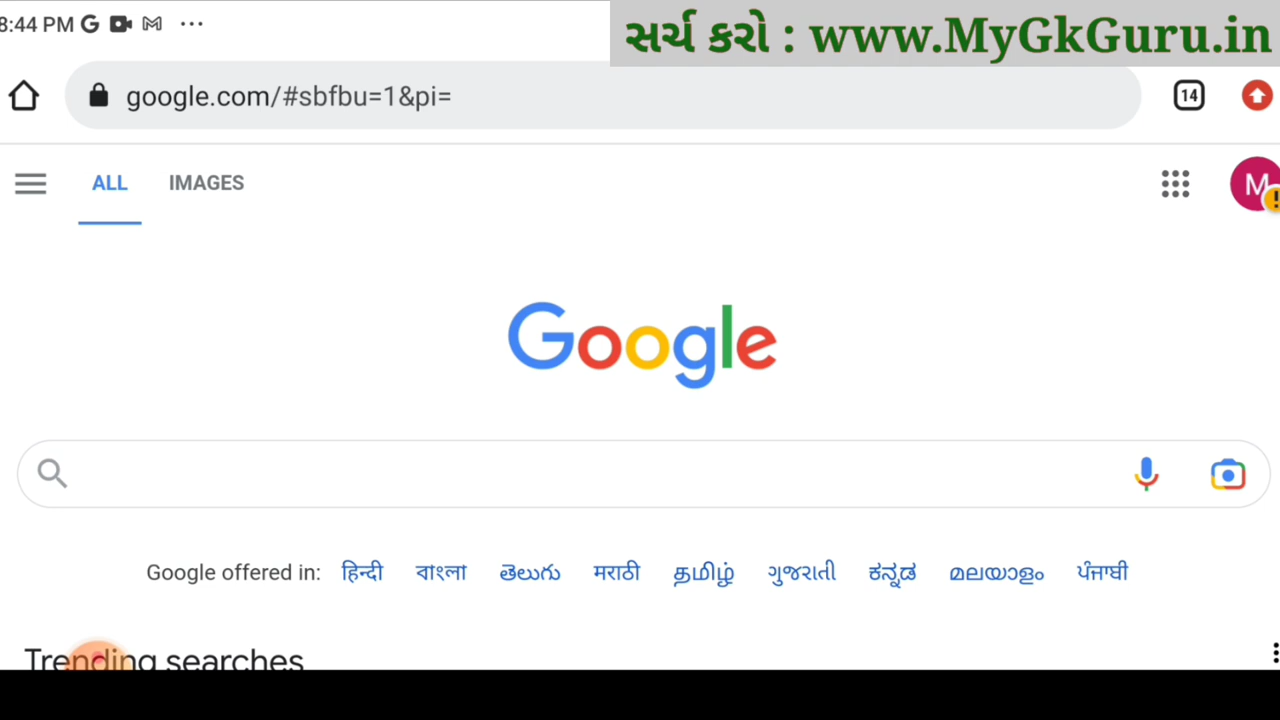 8:44 PM
સર્ચ કરો : www.MyGkGuru.in
google.com/#sbfbu=1&pi=
14
ALL IMAGES
M
Google
Google offered in: हिन्दी বাংলা తెలుగు मराठी தமிழ் ગુજરાતી ಕನ್ನಡ മലയാളം ਪੰਜਾਬੀ
Trending searches